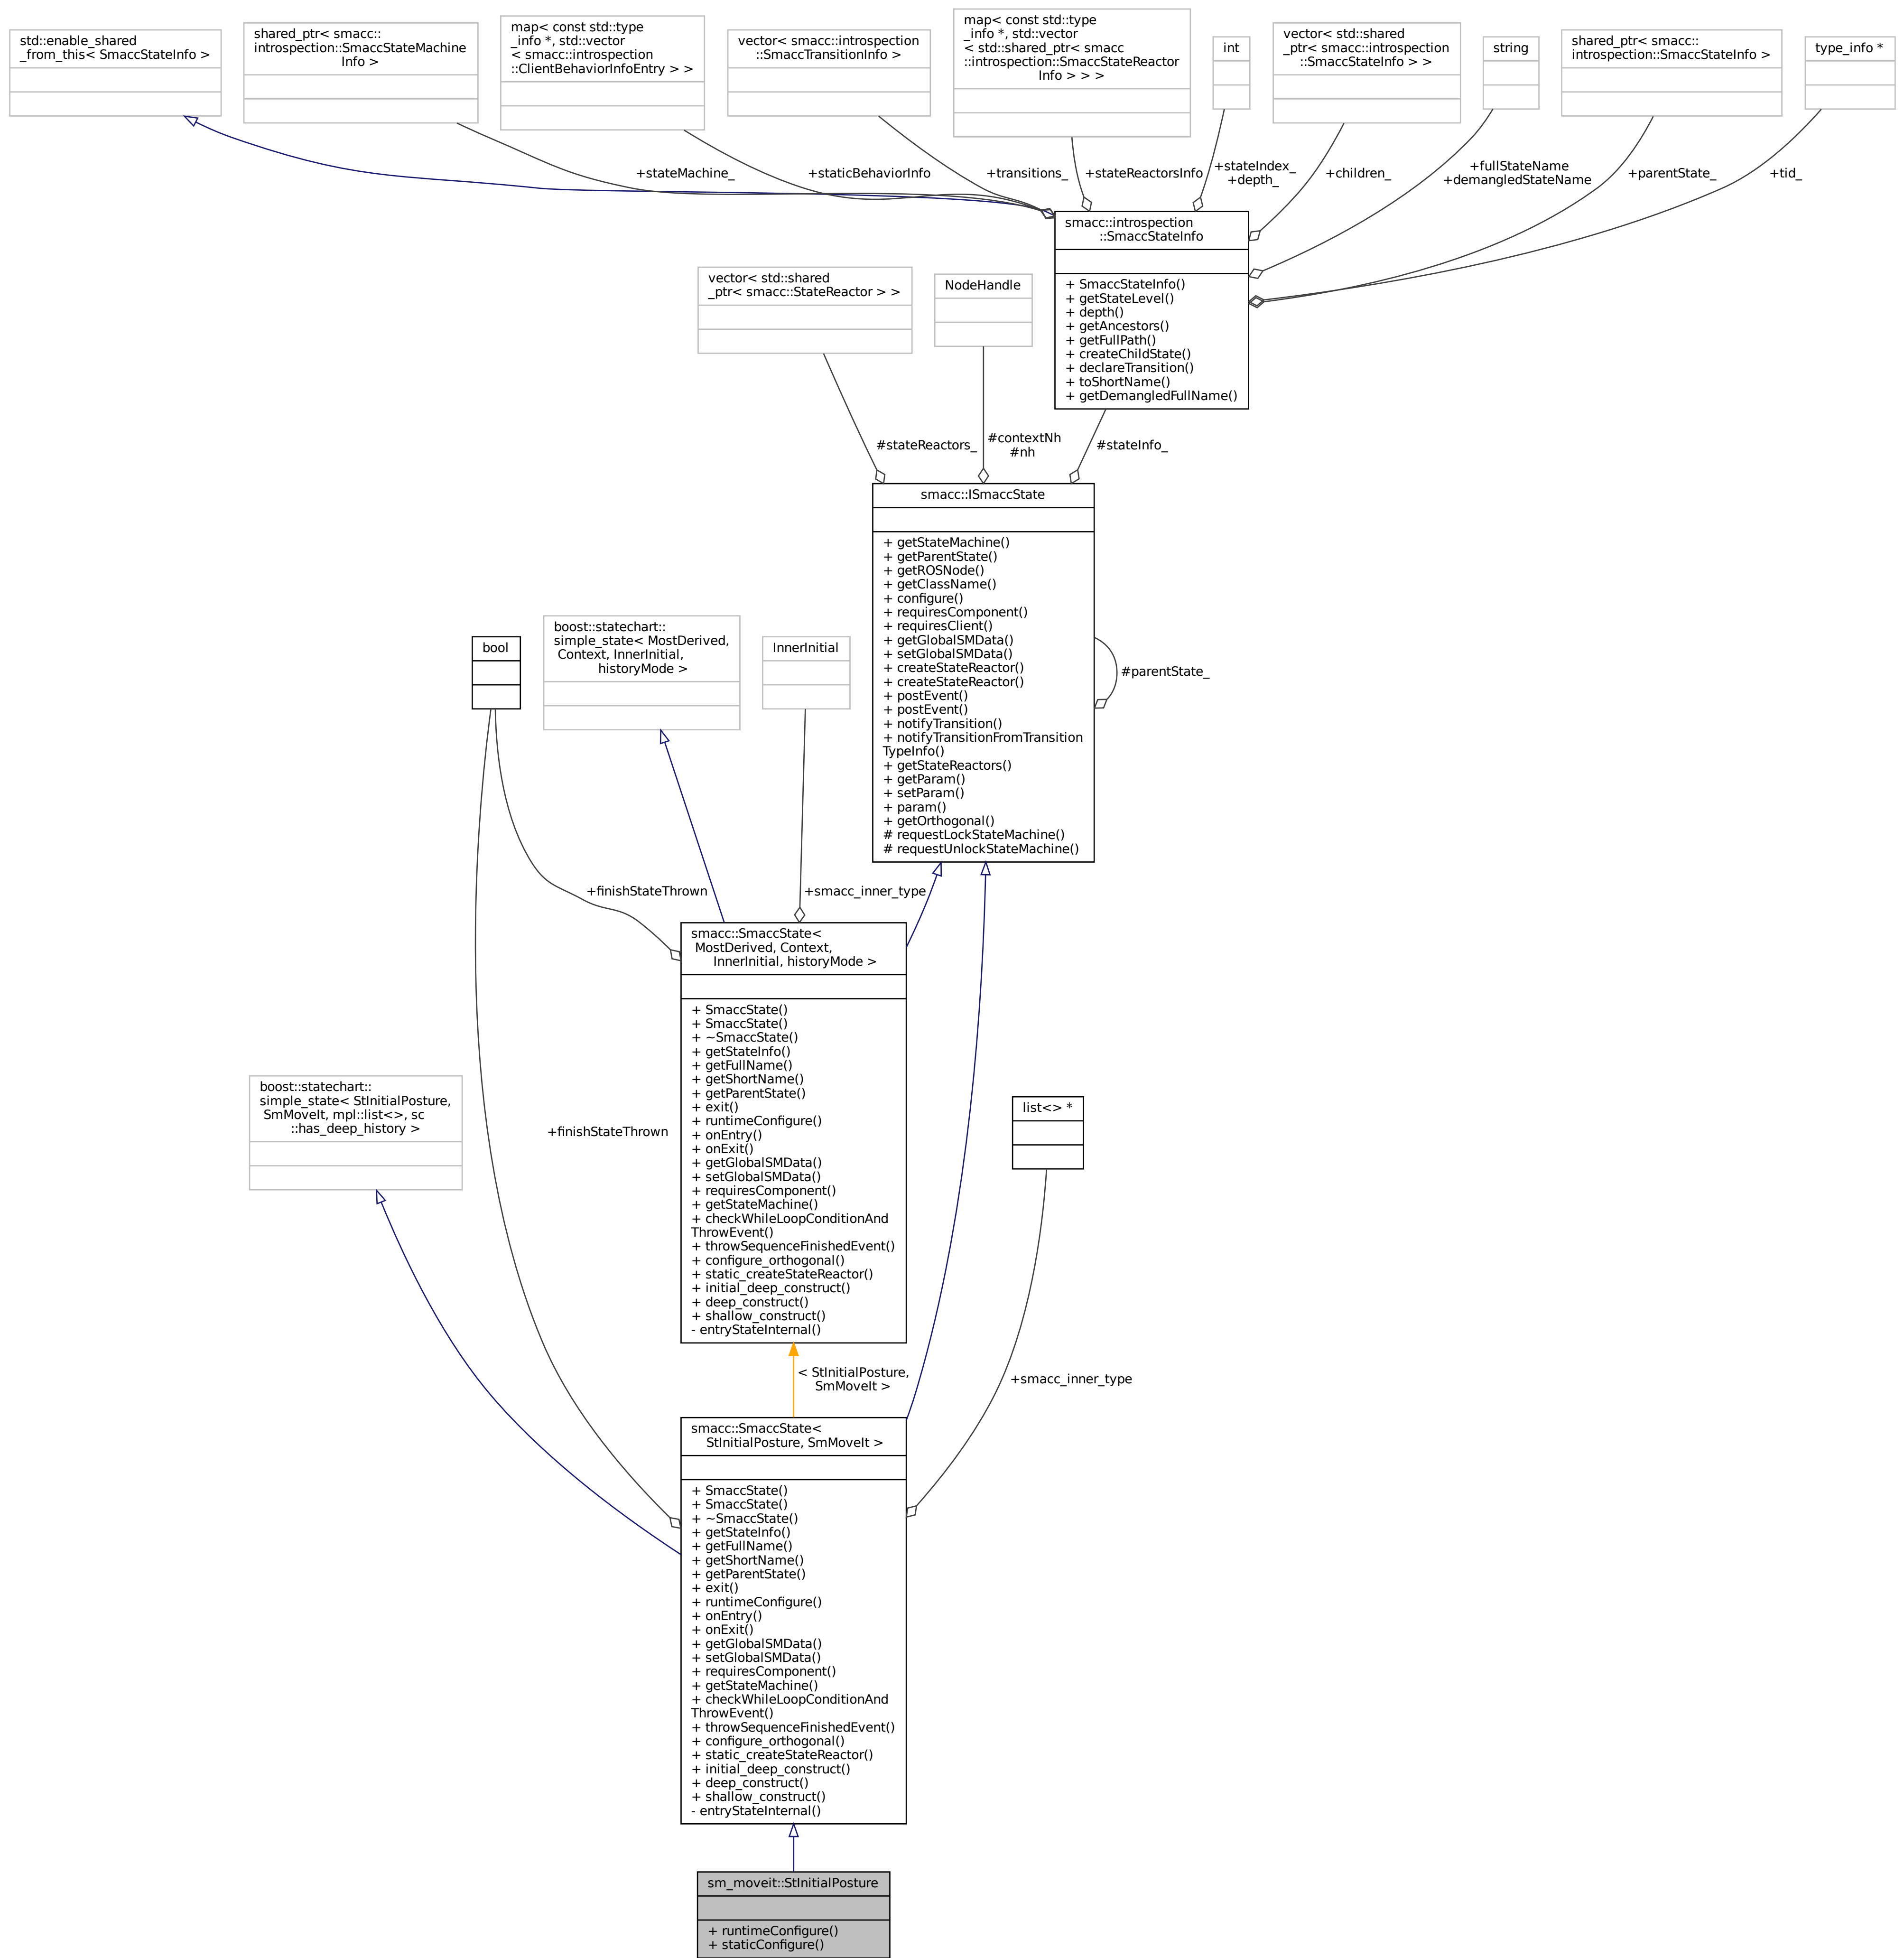 std::enable_shared
_from_this< SmaccStateInfo >
shared_ptr< smacc::
introspection::SmaccStateMachine
Info >
map< const std::type
_info *, std::vector
< smacc::introspection
::ClientBehaviorInfoEntry > >
vector< smacc::introspection
::SmaccTransitionInfo >
map< const std::type
_info *, std::vector
< std::shared_ptr< smacc
::introspection::SmaccStateReactor
Info > > >
int
vector< std::shared
_ptr< smacc::introspection
::SmaccStateInfo > >
string
shared_ptr< smacc::
introspection::SmaccStateInfo >
type_info *
+stateMachine_
+staticBehaviorInfo
+transitions_
+stateReactorsInfo
+stateIndex_
+depth_
+children_
+fullStateName
+demangledStateName
+parentState_
+tid_
smacc::introspection
::SmaccStateInfo
+ SmaccStateInfo()
+ getStateLevel()
+ depth()
+ getAncestors()
+ getFullPath()
+ createChildState()
+ declareTransition()
+ toShortName()
+ getDemangledFullName()
vector< std::shared
_ptr< smacc::StateReactor > >
NodeHandle
#stateReactors_
#contextNh
#nh
#stateInfo_
smacc::ISmaccState
+ getStateMachine()
+ getParentState()
+ getROSNode()
+ getClassName()
+ configure()
+ requiresComponent()
+ requiresClient()
+ getGlobalSMData()
+ setGlobalSMData()
+ createStateReactor()
+ createStateReactor()
+ postEvent()
+ postEvent()
+ notifyTransition()
+ notifyTransitionFromTransition
TypeInfo()
+ getStateReactors()
+ getParam()
+ setParam()
+ param()
+ getOrthogonal()
# requestLockStateMachine()
# requestUnlockStateMachine()
#parentState_
bool
boost::statechart::
simple_state< MostDerived,
Context, InnerInitial,
historyMode >
InnerInitial
+finishStateThrown
+smacc_inner_type
smacc::SmaccState<
MostDerived, Context,
InnerInitial, historyMode >
+ SmaccState()
+ SmaccState()
+ ~SmaccState()
+ getStateInfo()
+ getFullName()
+ getShortName()
+ getParentState()
+ exit()
+ runtimeConfigure()
+ onEntry()
+ onExit()
+ getGlobalSMData()
+ setGlobalSMData()
+ requiresComponent()
+ getStateMachine()
+ checkWhileLoopConditionAnd
ThrowEvent()
+ throwSequenceFinishedEvent()
+ configure_orthogonal()
+ static_createStateReactor()
+ initial_deep_construct()
+ deep_construct()
+ shallow_construct()
- entryStateInternal()
boost::statechart::
simple_state< StInitialPosture,
SmMoveIt, mpl::list<>, sc
::has_deep_history >
+finishStateThrown
list<> *
< StInitialPosture,
SmMoveIt >
+smacc_inner_type
smacc::SmaccState<
StInitialPosture, SmMoveIt >
+ SmaccState()
+ SmaccState()
+ ~SmaccState()
+ getStateInfo()
+ getFullName()
+ getShortName()
+ getParentState()
+ exit()
+ runtimeConfigure()
+ onEntry()
+ onExit()
+ getGlobalSMData()
+ setGlobalSMData()
+ requiresComponent()
+ getStateMachine()
+ checkWhileLoopConditionAnd
ThrowEvent()
+ throwSequenceFinishedEvent()
+ configure_orthogonal()
+ static_createStateReactor()
+ initial_deep_construct()
+ deep_construct()
+ shallow_construct()
- entryStateInternal()
sm_moveit::StInitialPosture
+ runtimeConfigure()
+ staticConfigure()